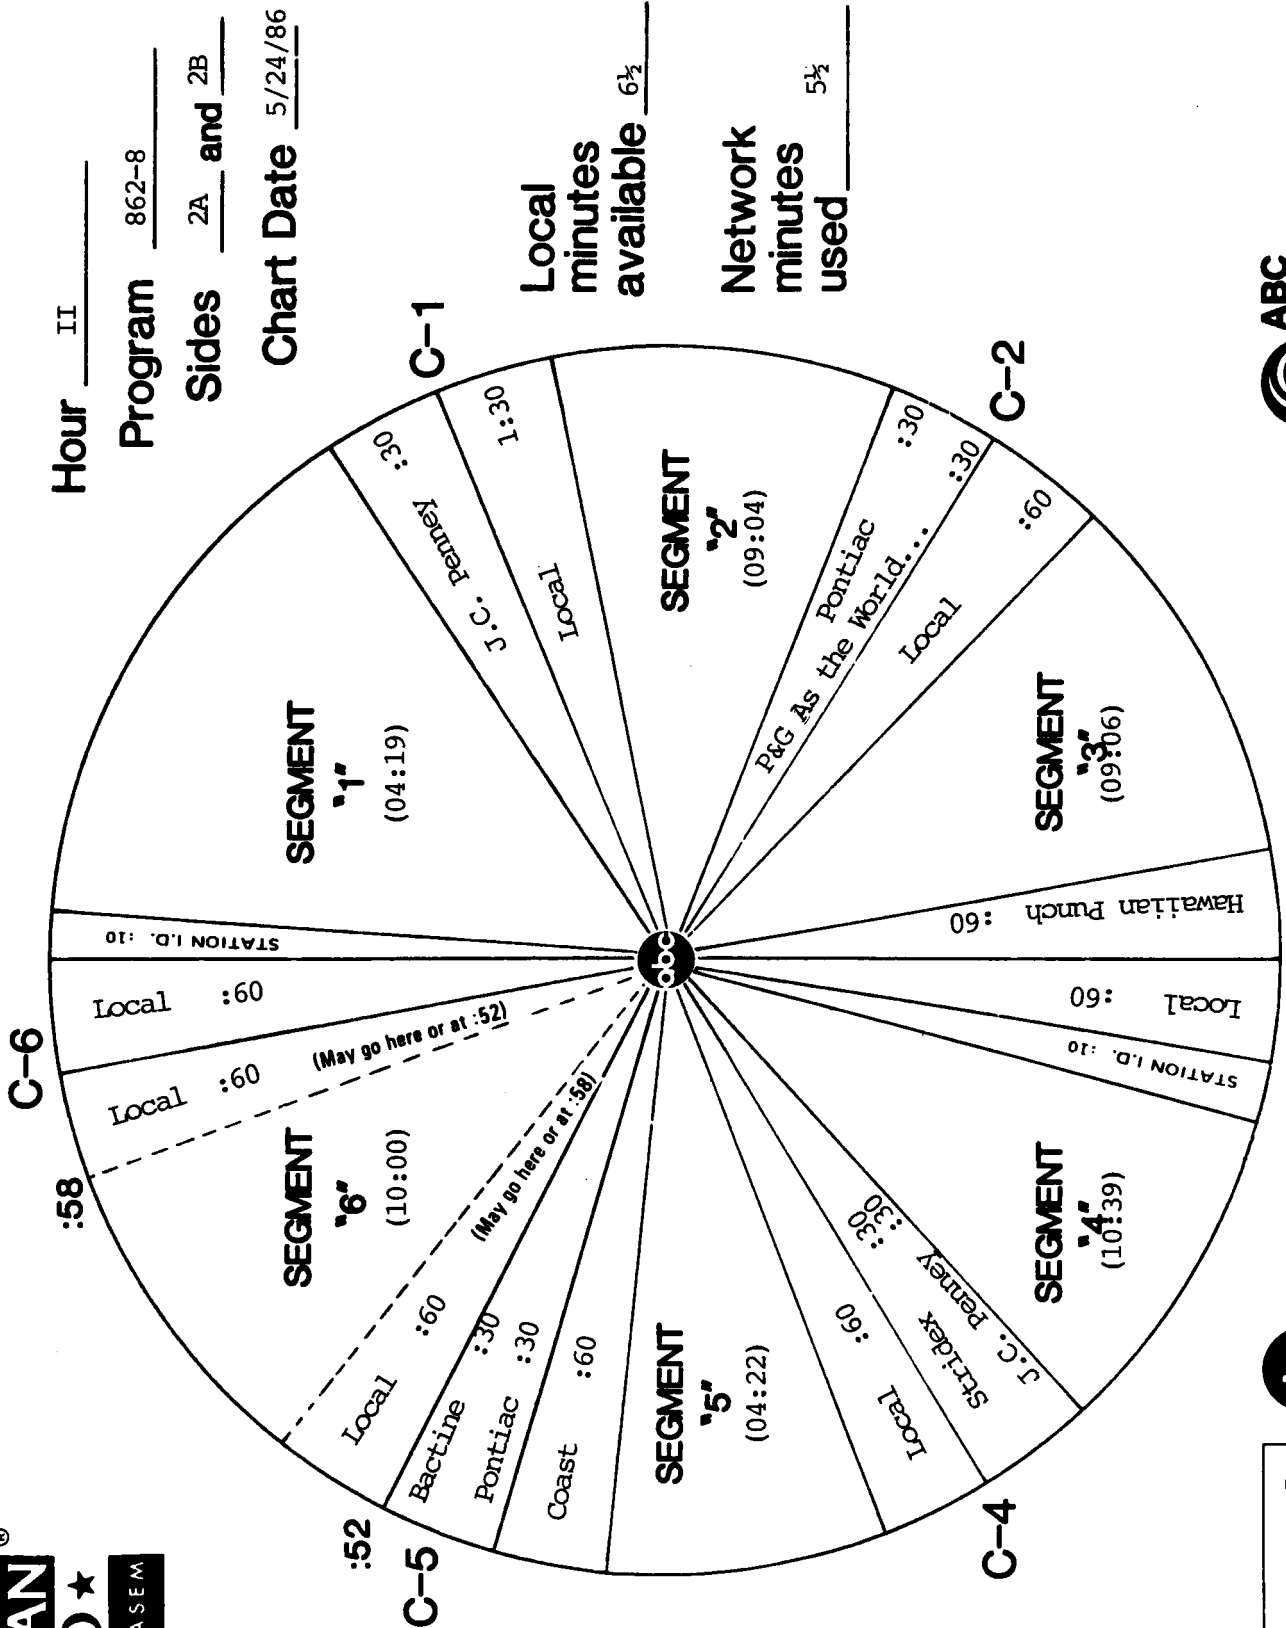 Hour II
Program 862-8
Sides 2A and 2B
Chart Date 5/24/86
Local
minutes
available 6½
Network
minutes
used 5½
SEGMENT
"1"
(04:19)
J.C. Penney :30
C-1
Local 1:30
SEGMENT
"2"
(09:04)
Pontiac :30
P&G As the World... :30
C-2
Local :60
SEGMENT
"3"
(09:06)
Hawaiian Punch :60
Local :60
STATION I.D. :10
SEGMENT
"4"
(10:39)
J.C. Penney :30
Stridex :30
C-4
Local :60
SEGMENT
"5"
(04:22)
Coast :60
Pontiac :30
Bactine :30
C-5
:52
Local :60
(May go here or at :58)
SEGMENT
"6"
(10:00)
:58
(May go here or at :52)
Local :60
C-6
Local :60
STATION I.D. :10
abc
ABC
AN
®
ASEM